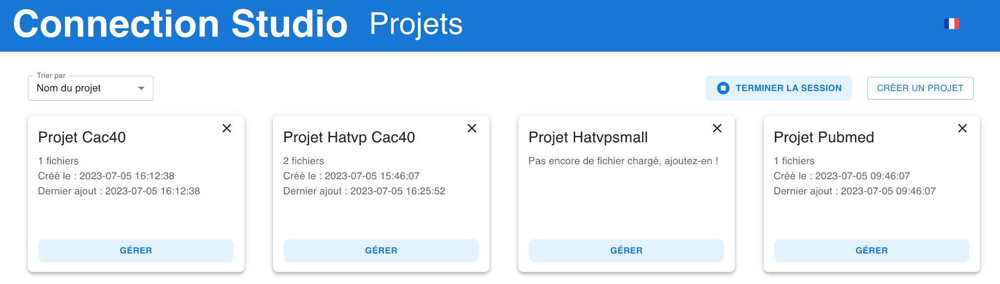 Connection Studio Projets
Trier par
Nom du projet
TERMINER LA SESSION
CRÉER UN PROJET
Projet Cac40
1 fichiers
Créé le : 2023-07-05 16:12:38
Dernier ajout : 2023-07-05 16:12:38
GÉRER
Projet Hatvp Cac40
2 fichiers
Créé le : 2023-07-05 15:46:07
Dernier ajout : 2023-07-05 16:25:52
GÉRER
Projet Hatvpsmall
Pas encore de fichier chargé, ajoutez-en !
GÉRER
Projet Pubmed
1 fichiers
Créé le : 2023-07-05 09:46:07
Dernier ajout : 2023-07-05 09:46:07
GÉRER